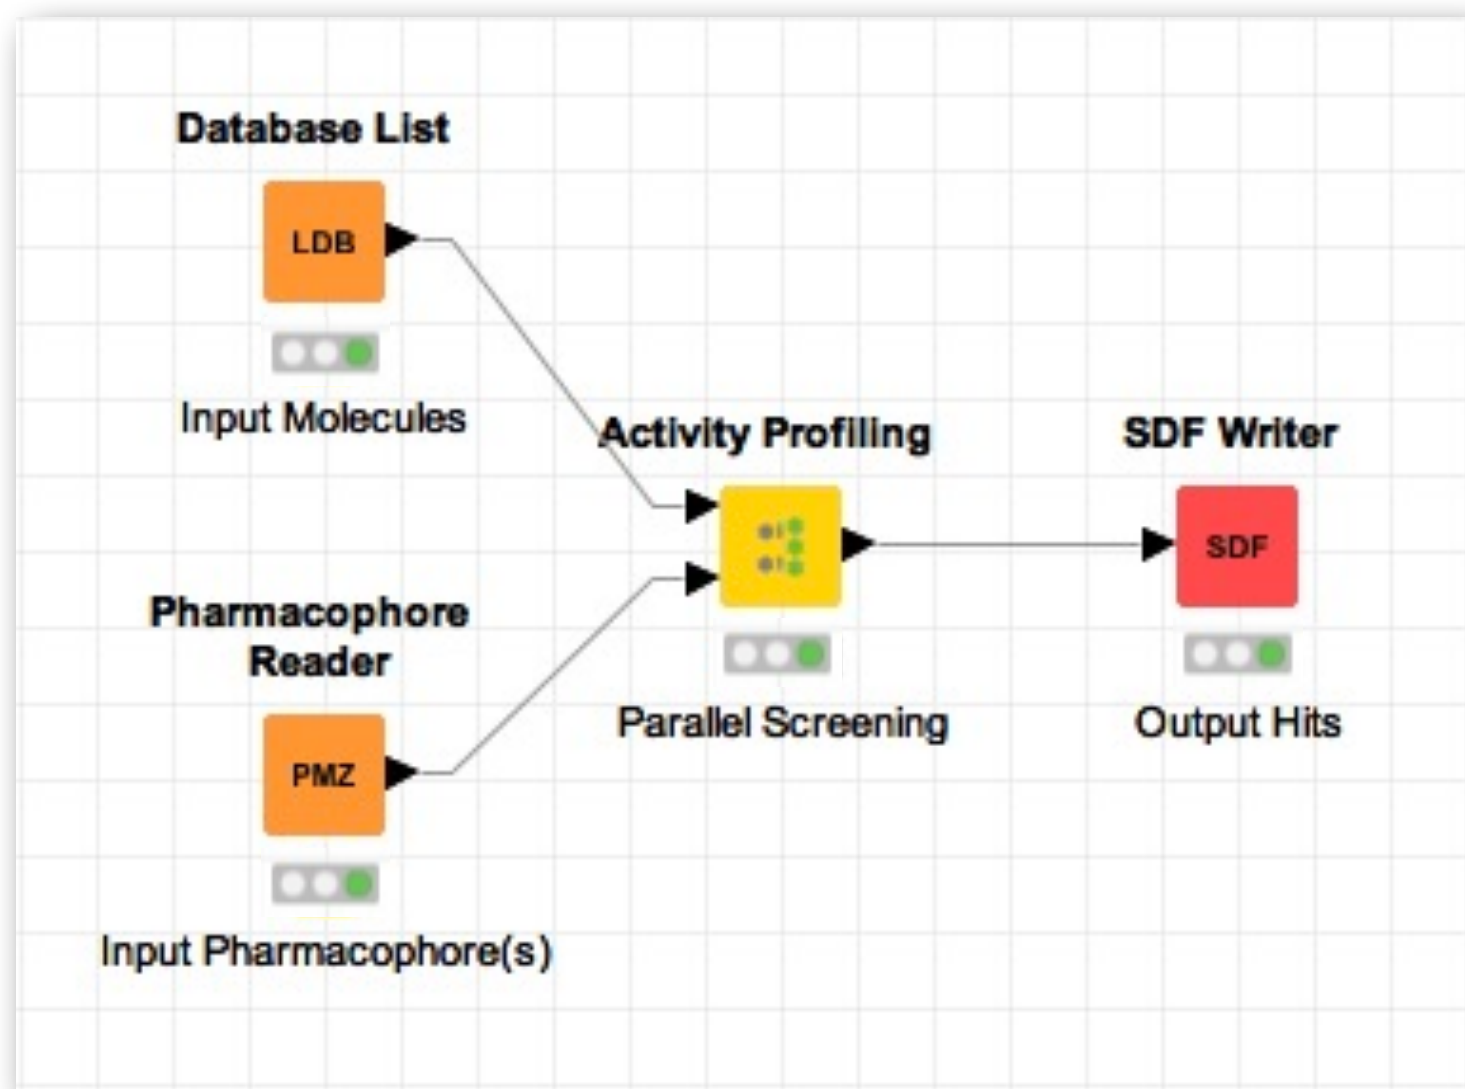 Database List
LDB
Input Molecules
Activity Profiling
Parallel Screening
SDF Writer
SDF
Output Hits
Pharmacophore
Reader
PMZ
Input Pharmacophore(s)